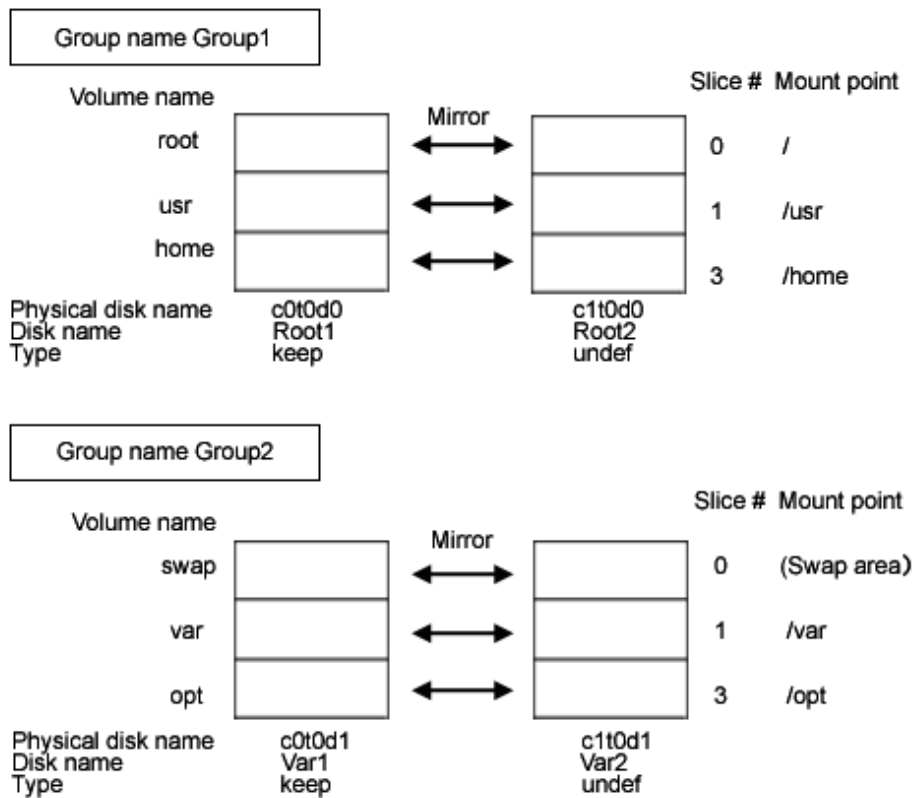 Group name Group1
Slice # Mount point
Volume name
Mirror
root 0 /
usr 1 /usr
home 3 /home
Physical disk name c0t0d0 c1t0d0
Disk name Root1 Root2
Type keep undef
Group name Group2
Slice # Mount point
Volume name
Mirror
swap 0 (Swap area)
var 1 /var
opt 3 /opt
Physical disk name c0t0d1 c1t0d1
Disk name Var1 Var2
Type keep undef